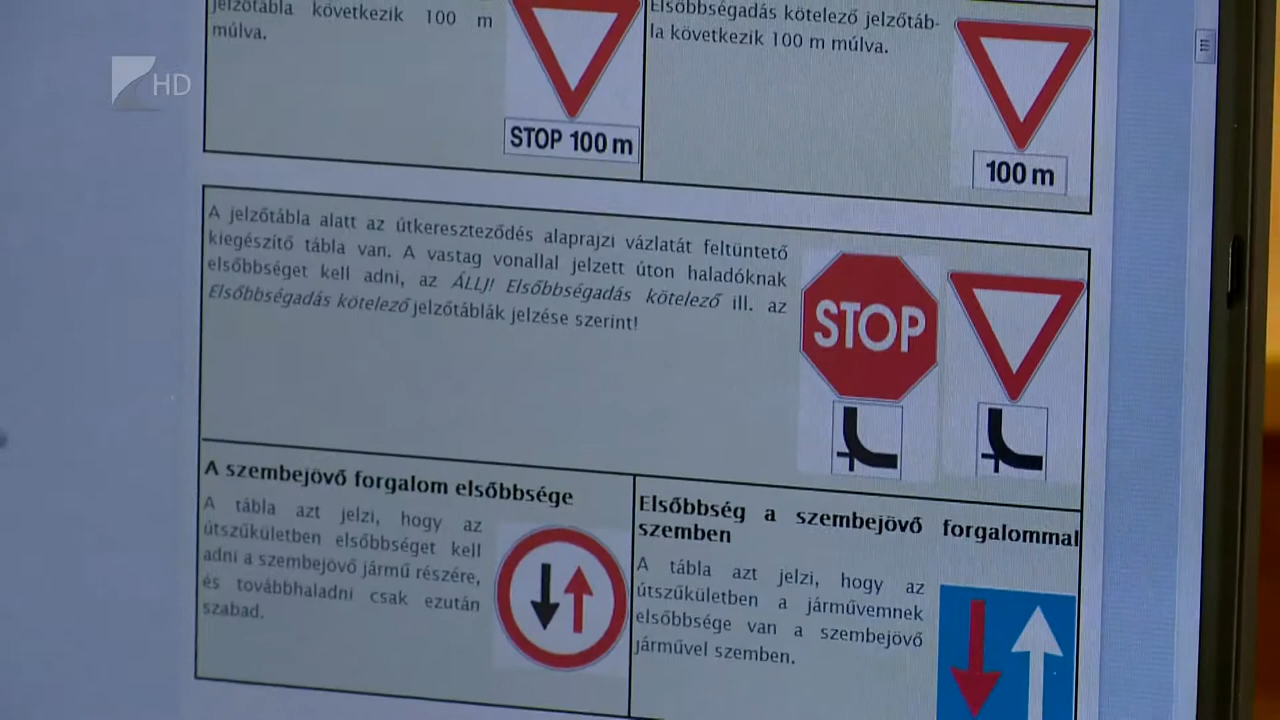 HD
jelzőtábla következik 100 m
múlva.
STOP 100 m
Elsőbbségadás kötelező jelzőtáb-
la következik 100 m múlva.
100 m
A jelzőtábla alatt az útkereszteződés alaprajzi vázlatát feltüntető
kiegészítő tábla van. A vastag vonallal jelzett úton haladóknak
elsőbbséget kell adni, az ÁLLJ! Elsőbbségadás kötelező ill. az
Elsőbbségadás kötelező jelzőtáblák jelzése szerint!
STOP
A szembejövő forgalom elsőbbsége
A tábla azt jelzi, hogy az
útszűkületben elsőbbséget kell
adni a szembejövő jármű részére,
és továbbhaladni csak ezután
szabad.
Elsőbbség a szembejövő forgalommal
szemben
A tábla azt jelzi, hogy az
útszűkületben a járművemnek
elsőbbsége van a szembejövő
járművel szemben.